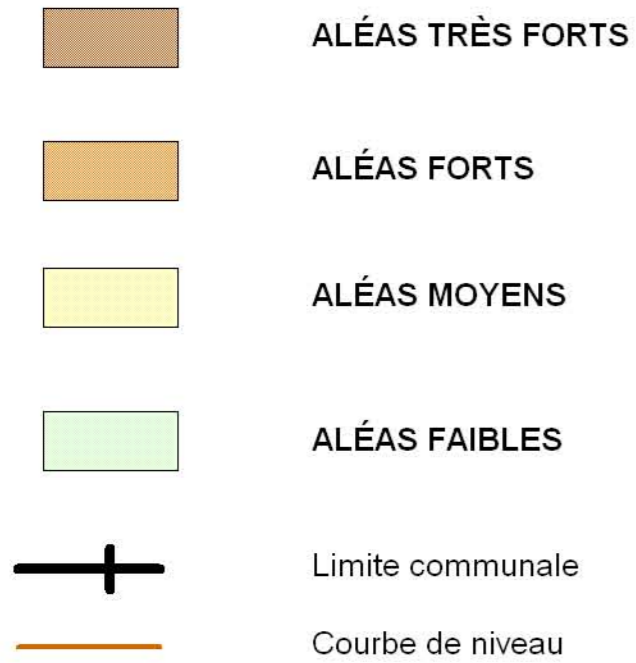 ALÉAS TRÈS FORTS
ALÉAS FORTS
ALÉAS MOYENS
ALÉAS FAIBLES
Limite communale
Courbe de niveau